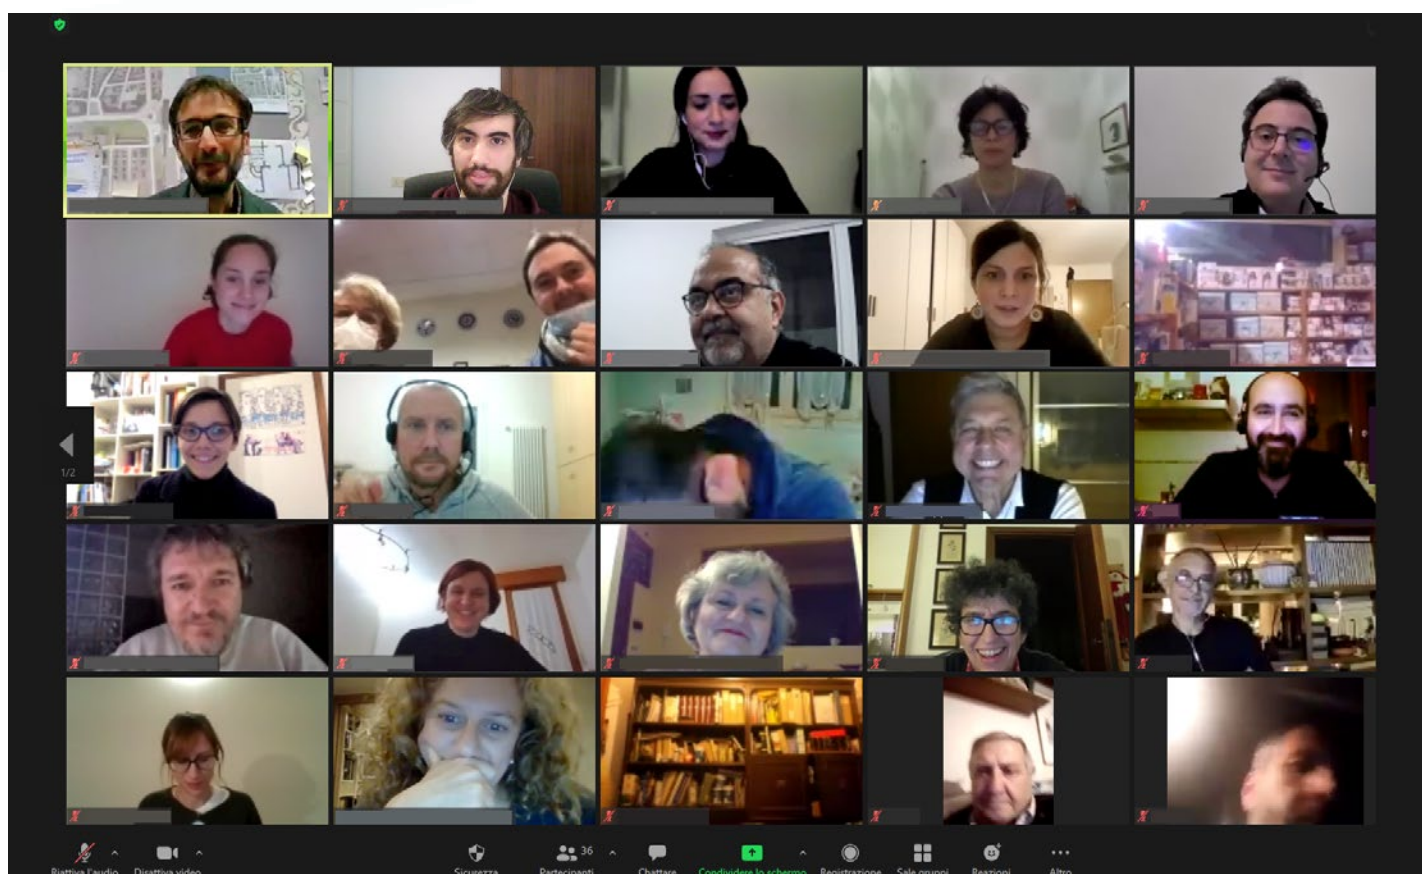 1/2
36
Riattiva l'audio Disattiva video Sicurezza Partecipanti Chattare Condividere lo schermo Registrazione Sale gruppi Reazioni Altro